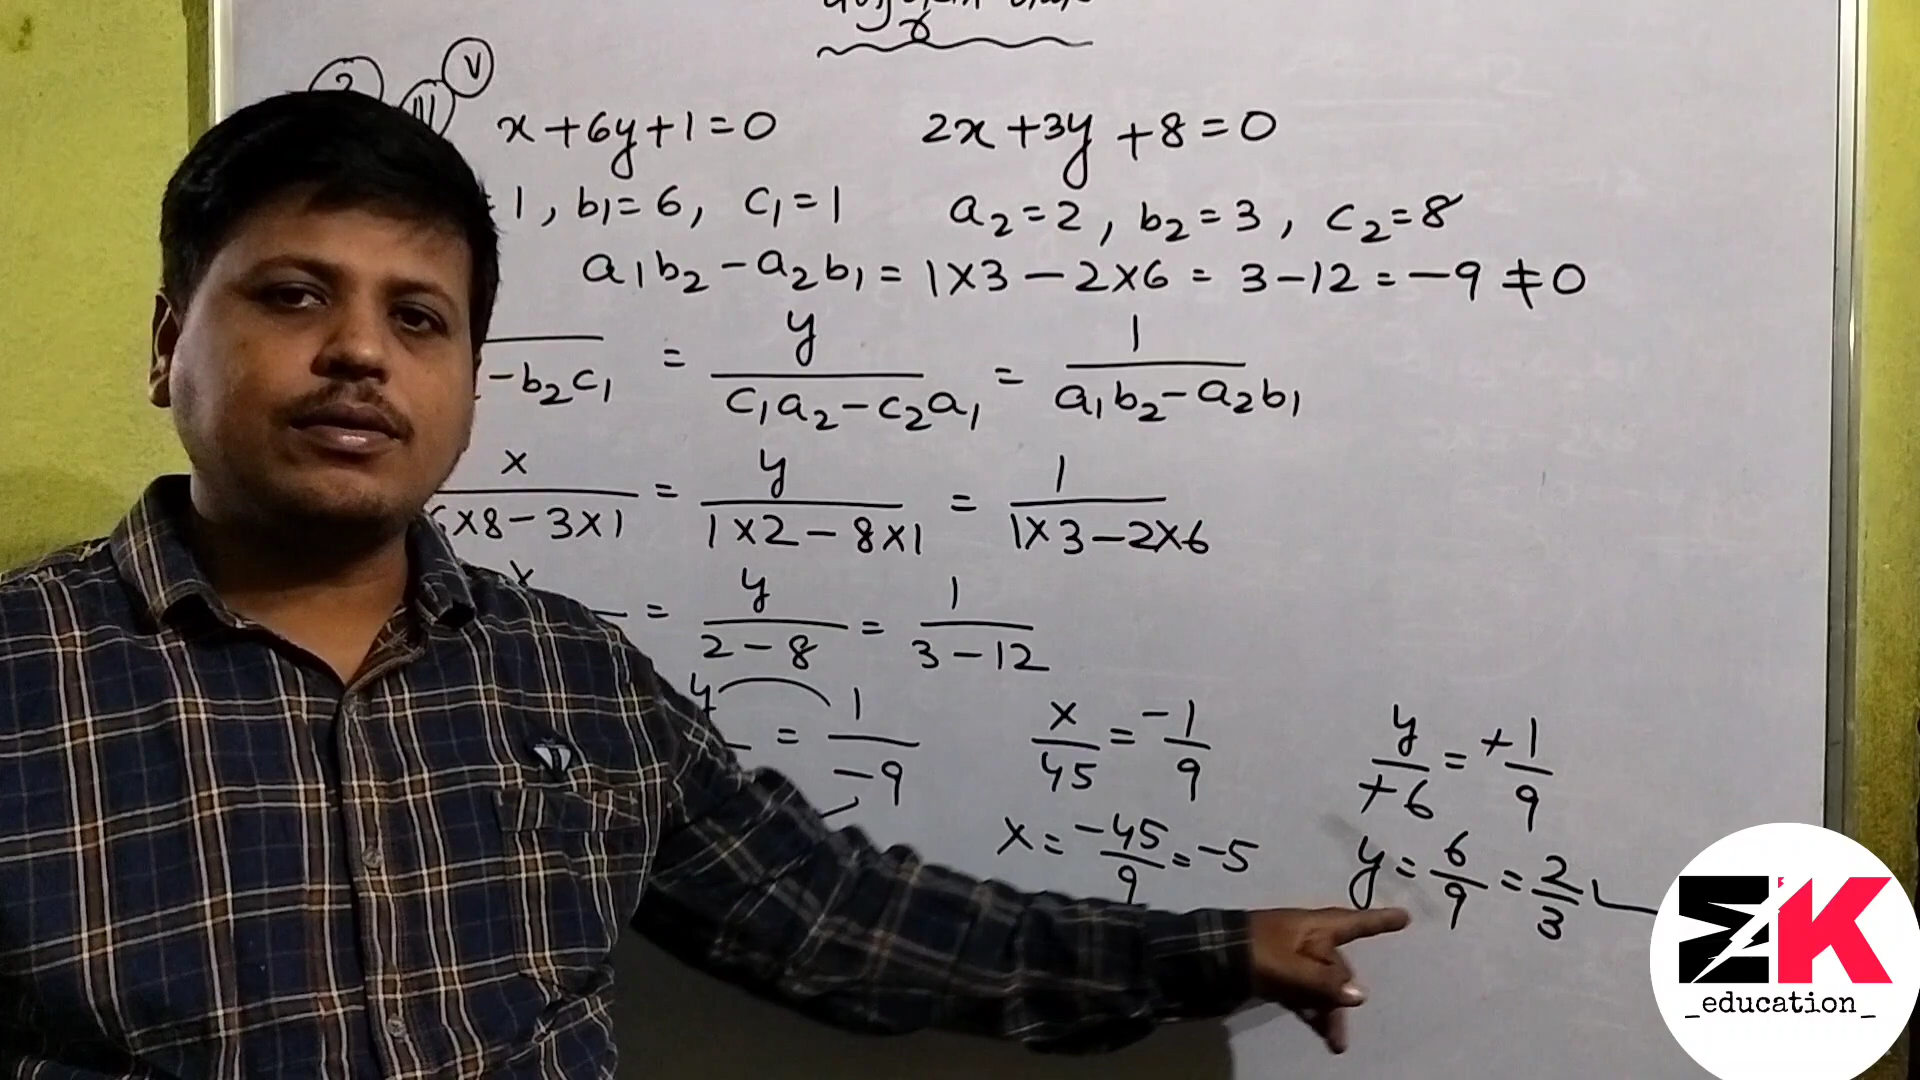 V
x+6y+1=0 2x+3y+8=0
=1, b1=6, c1=1 a2=2, b2=3, c2=8
a1b2-a2b1=1×3-2×6=3-12=-9≠0
-b2c1 = y/(c1a2-c2a1) = 1/(a1b2-a2b1)
x/(6×8-3×1) = y/(1×2-8×1) = 1/(1×3-2×6)
x = y/(2-8) = 1/(3-12)
y = 1/-9 x/45 = -1/9 y/+6 = +1/9
x = -45/9 = -5 y = 6/9 = 2/3
ZK
_education_